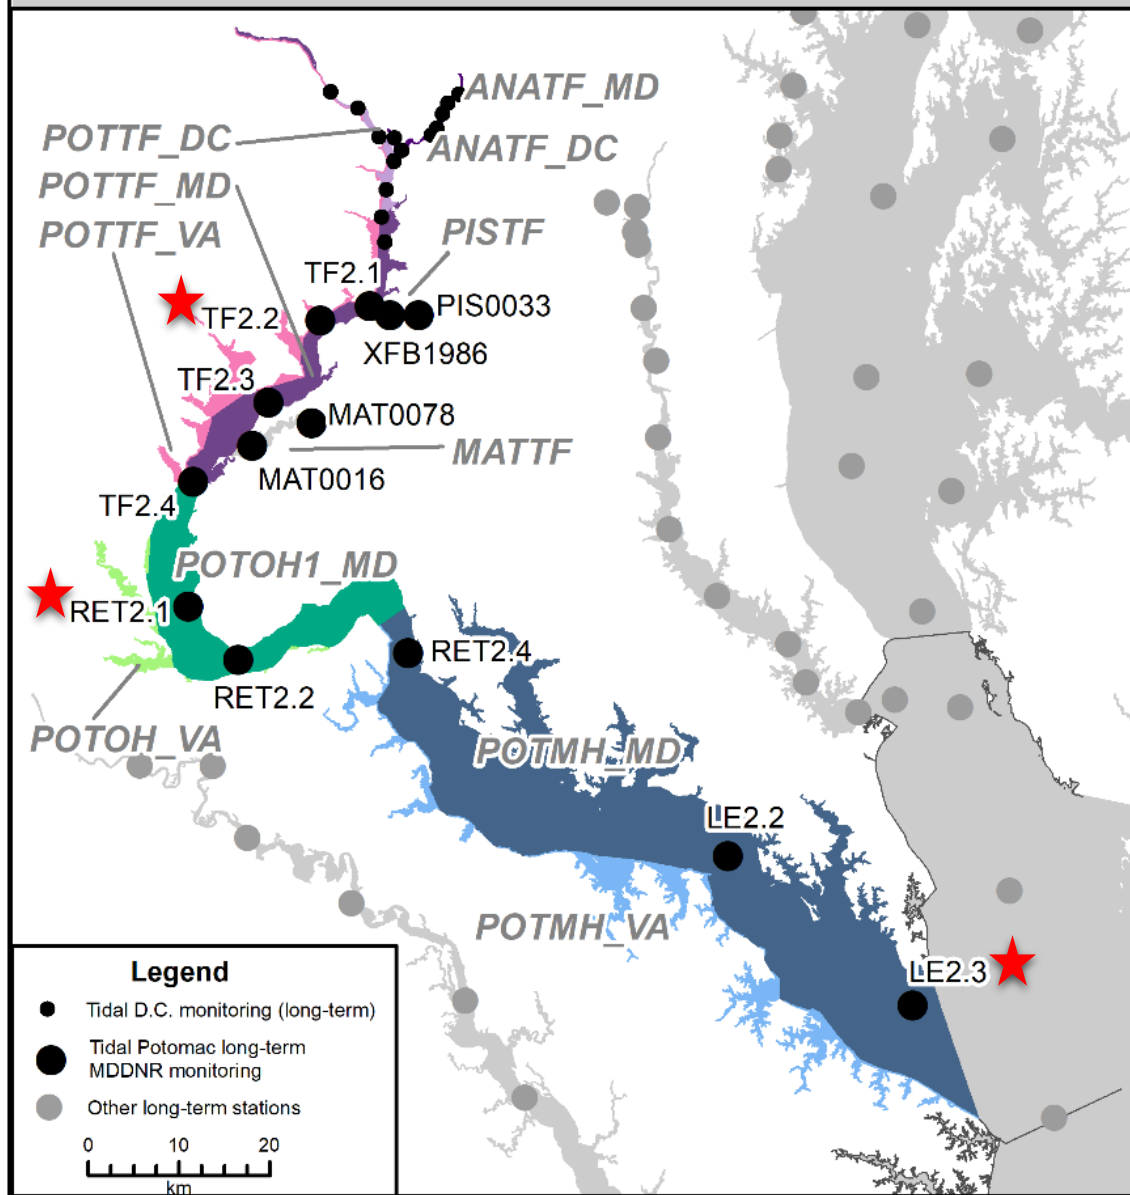 ANATF_MD
POTTF_DC
ANATF_DC
POTTF_MD
POTTF_VA
PISTF
TF2.1
PIS0033
TF2.2
XFB1986
TF2.3
MAT0078
MATTF
MAT0016
TF2.4
POTOH1_MD
RET2.1
RET2.4
RET2.2
POTOH_VA
POTMH_MD
LE2.2
POTMH_VA
LE2.3
Legend
Tidal D.C. monitoring (long-term)
Tidal Potomac long-term
MDDNR monitoring
Other long-term stations
0 10 20
km